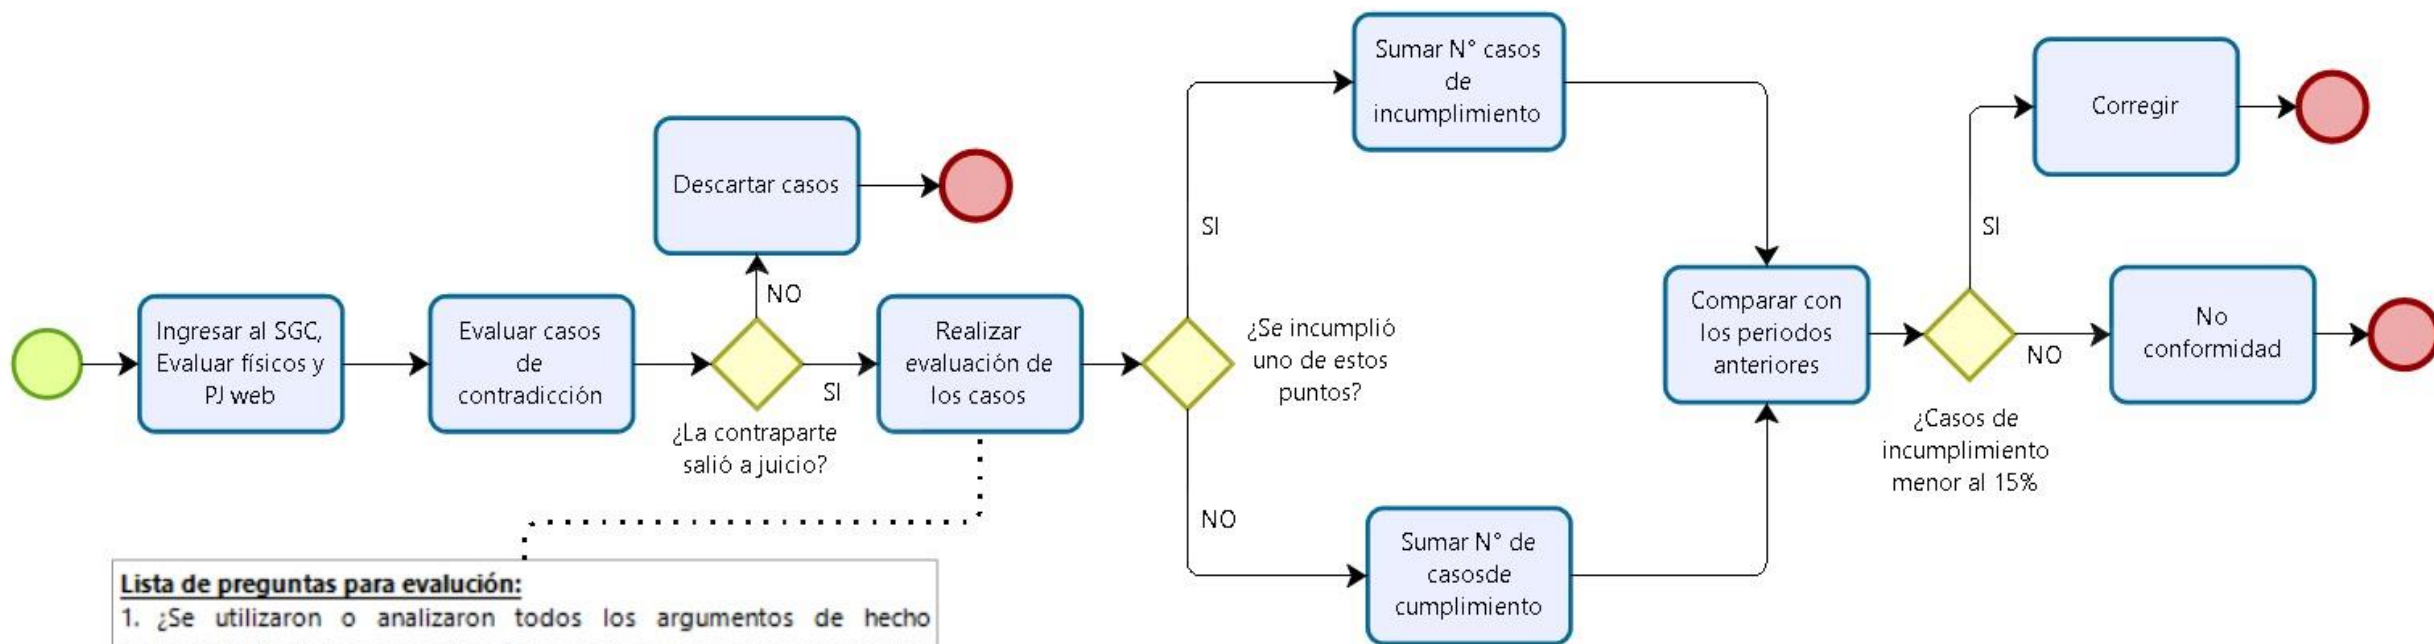 Ingresar al SGC,
Evaluar físicos y
PJ web
Evaluar casos
de
contradicción
¿La contraparte
salió a juicio?
NO
Descartar casos
SI
Realizar
evaluación de
los casos
¿Se incumplió
uno de estos
puntos?
SI
Sumar N° casos
de
incumplimiento
NO
Sumar N° de
casosde
cumplimiento
Comparar con
los periodos
anteriores
¿Casos de
incumplimiento
menor al 15%
SI
Corregir
NO
No
conformidad
Lista de preguntas para evalución:
1. ¿Se utilizaron o analizaron todos los argumentos de hecho